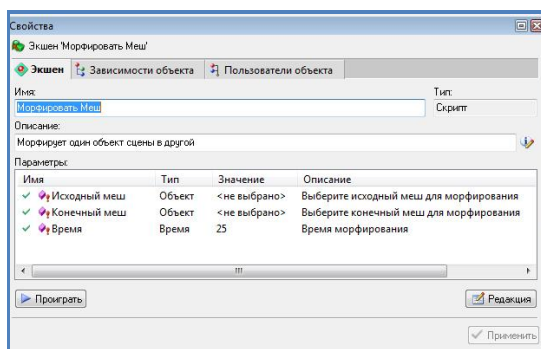 Свойства
Экшен 'Морфировать Меш'
Экшен Зависимости объекта Пользователи объекта
Имя: Тип:
Морфировать Меш Скрипт
Описание:
Морфирует один объект сцены в другой
Параметры:
Имя Тип Значение Описание
Исходный меш Объект <не выбрано> Выберите исходный меш для морфирования
Конечный меш Объект <не выбрано> Выберите конечный меш для морфирования
Время Время 25 Время морфирования
Проиграть Редакция
Применить